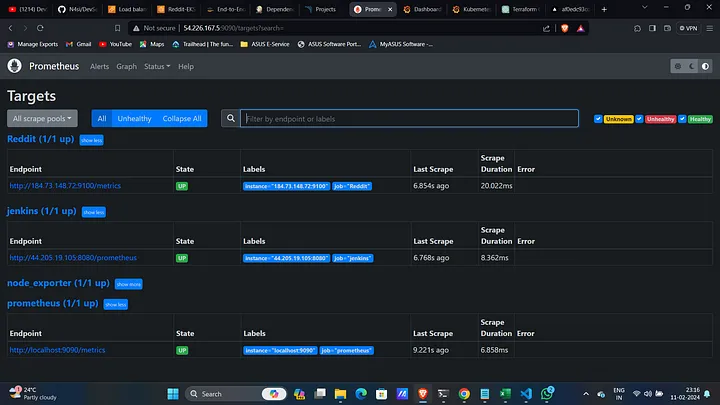 (1214) Dev
N4si/DevSe
Load balan
Reddit-EKS
End-to-En
Dependenc
Projects
Prome
Dashboard
Kubernete
Terraform
af0edc93cc
Not secure 54.226.167.5:9090/targets?search=
VPN
Manage Exports Gmail YouTube Maps Trailhead | The fun... ASUS E-Service ASUS Software Port... MyASUS Software -...
Prometheus Alerts Graph Status Help
Targets
All scrape pools All Unhealthy Collapse All Filter by endpoint or labels Unknown Unhealthy Healthy
Reddit (1/1 up) show less
Endpoint State Labels Last Scrape Scrape Duration Error
http://184.73.148.72:9100/metrics UP instance="184.73.148.72:9100" job="Reddit" 6.854s ago 20.022ms
jenkins (1/1 up) show less
Endpoint State Labels Last Scrape Scrape Duration Error
http://44.205.19.105:8080/prometheus UP instance="44.205.19.105:8080" job="jenkins" 6.768s ago 8.362ms
node_exporter (1/1 up) show more
prometheus (1/1 up) show less
Endpoint State Labels Last Scrape Scrape Duration Error
http://localhost:9090/metrics UP instance="localhost:9090" job="prometheus" 9.221s ago 6.858ms
24°C
Partly cloudy
Search
ENG
IN
23:16
11-02-2024